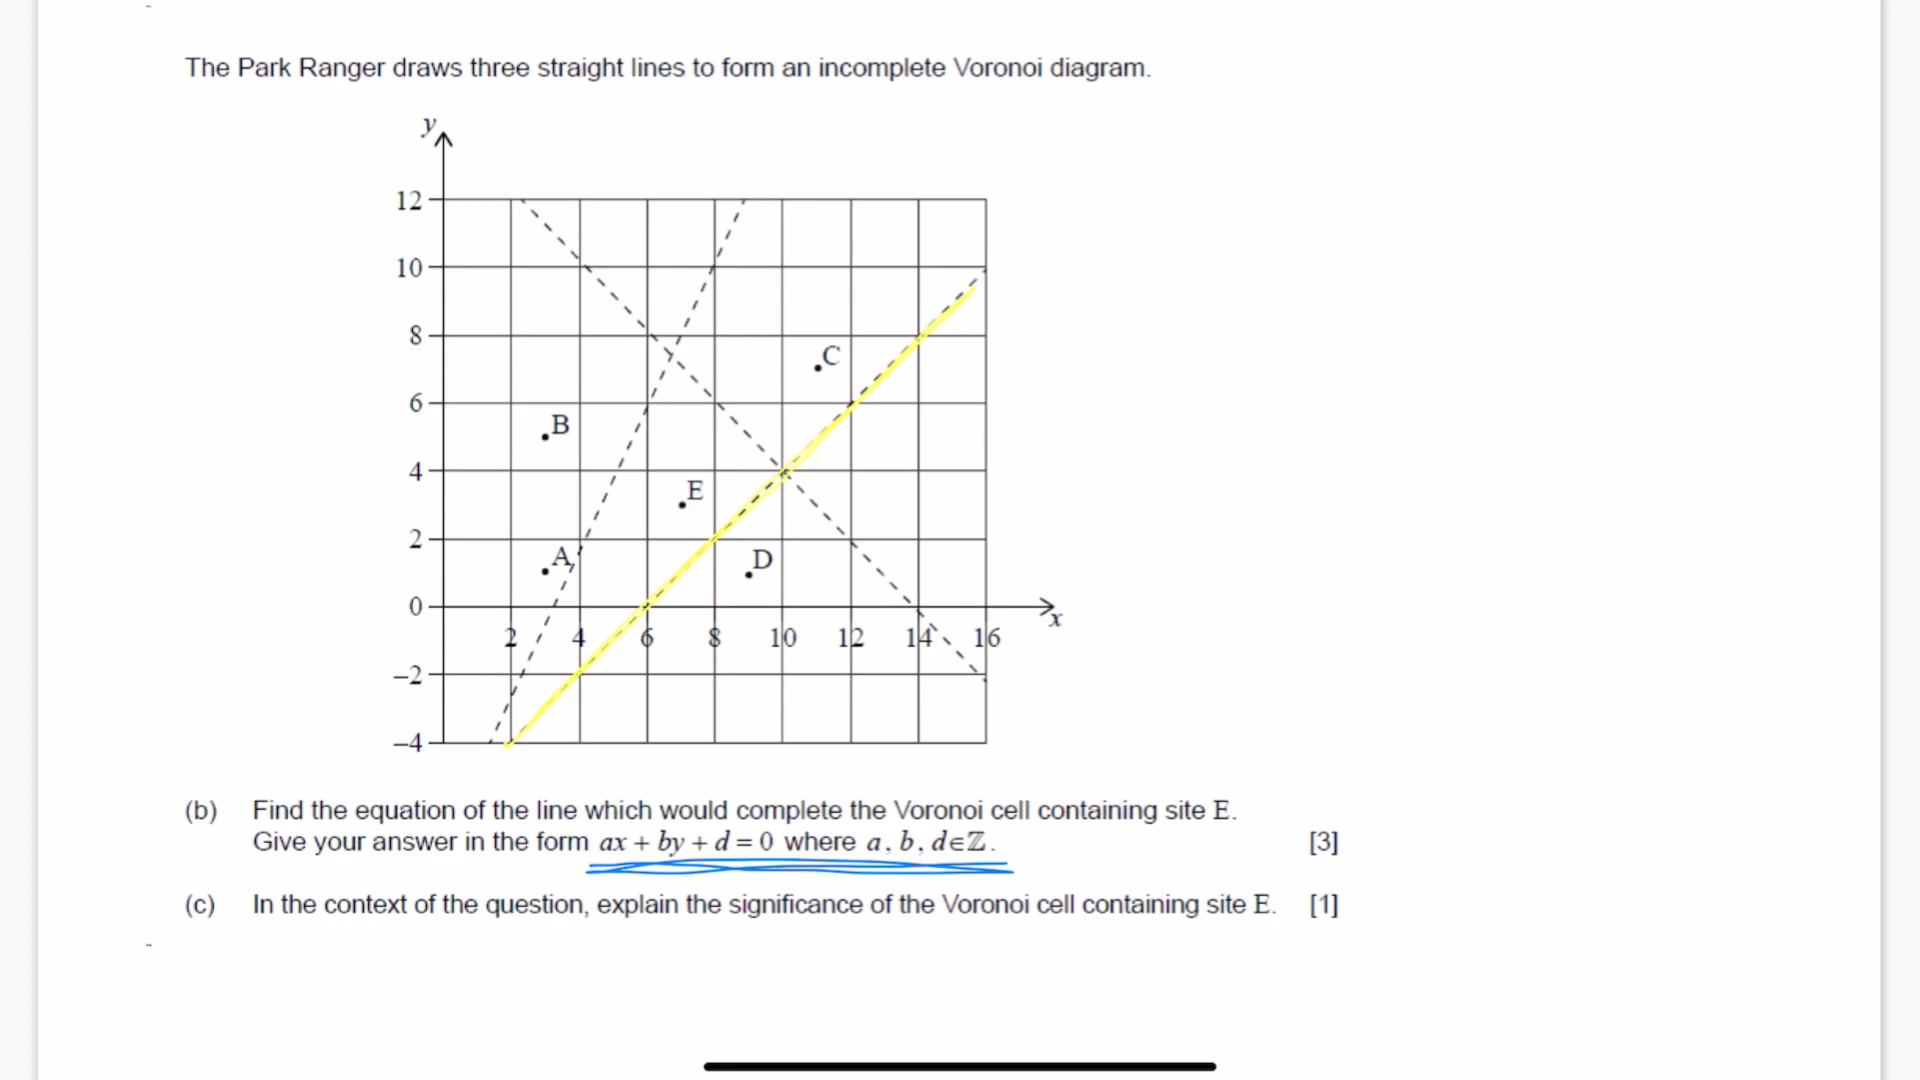 The Park Ranger draws three straight lines to form an incomplete Voronoi diagram.
y
12
10
8
C
6
B
4
E
2
A
D
0
x
2 4 6 8 10 12 14 16
−2
−4
(b) Find the equation of the line which would complete the Voronoi cell containing site E.
Give your answer in the form ax + by + d = 0 where a, b, d∈ℤ. [3]
(c) In the context of the question, explain the significance of the Voronoi cell containing site E. [1]